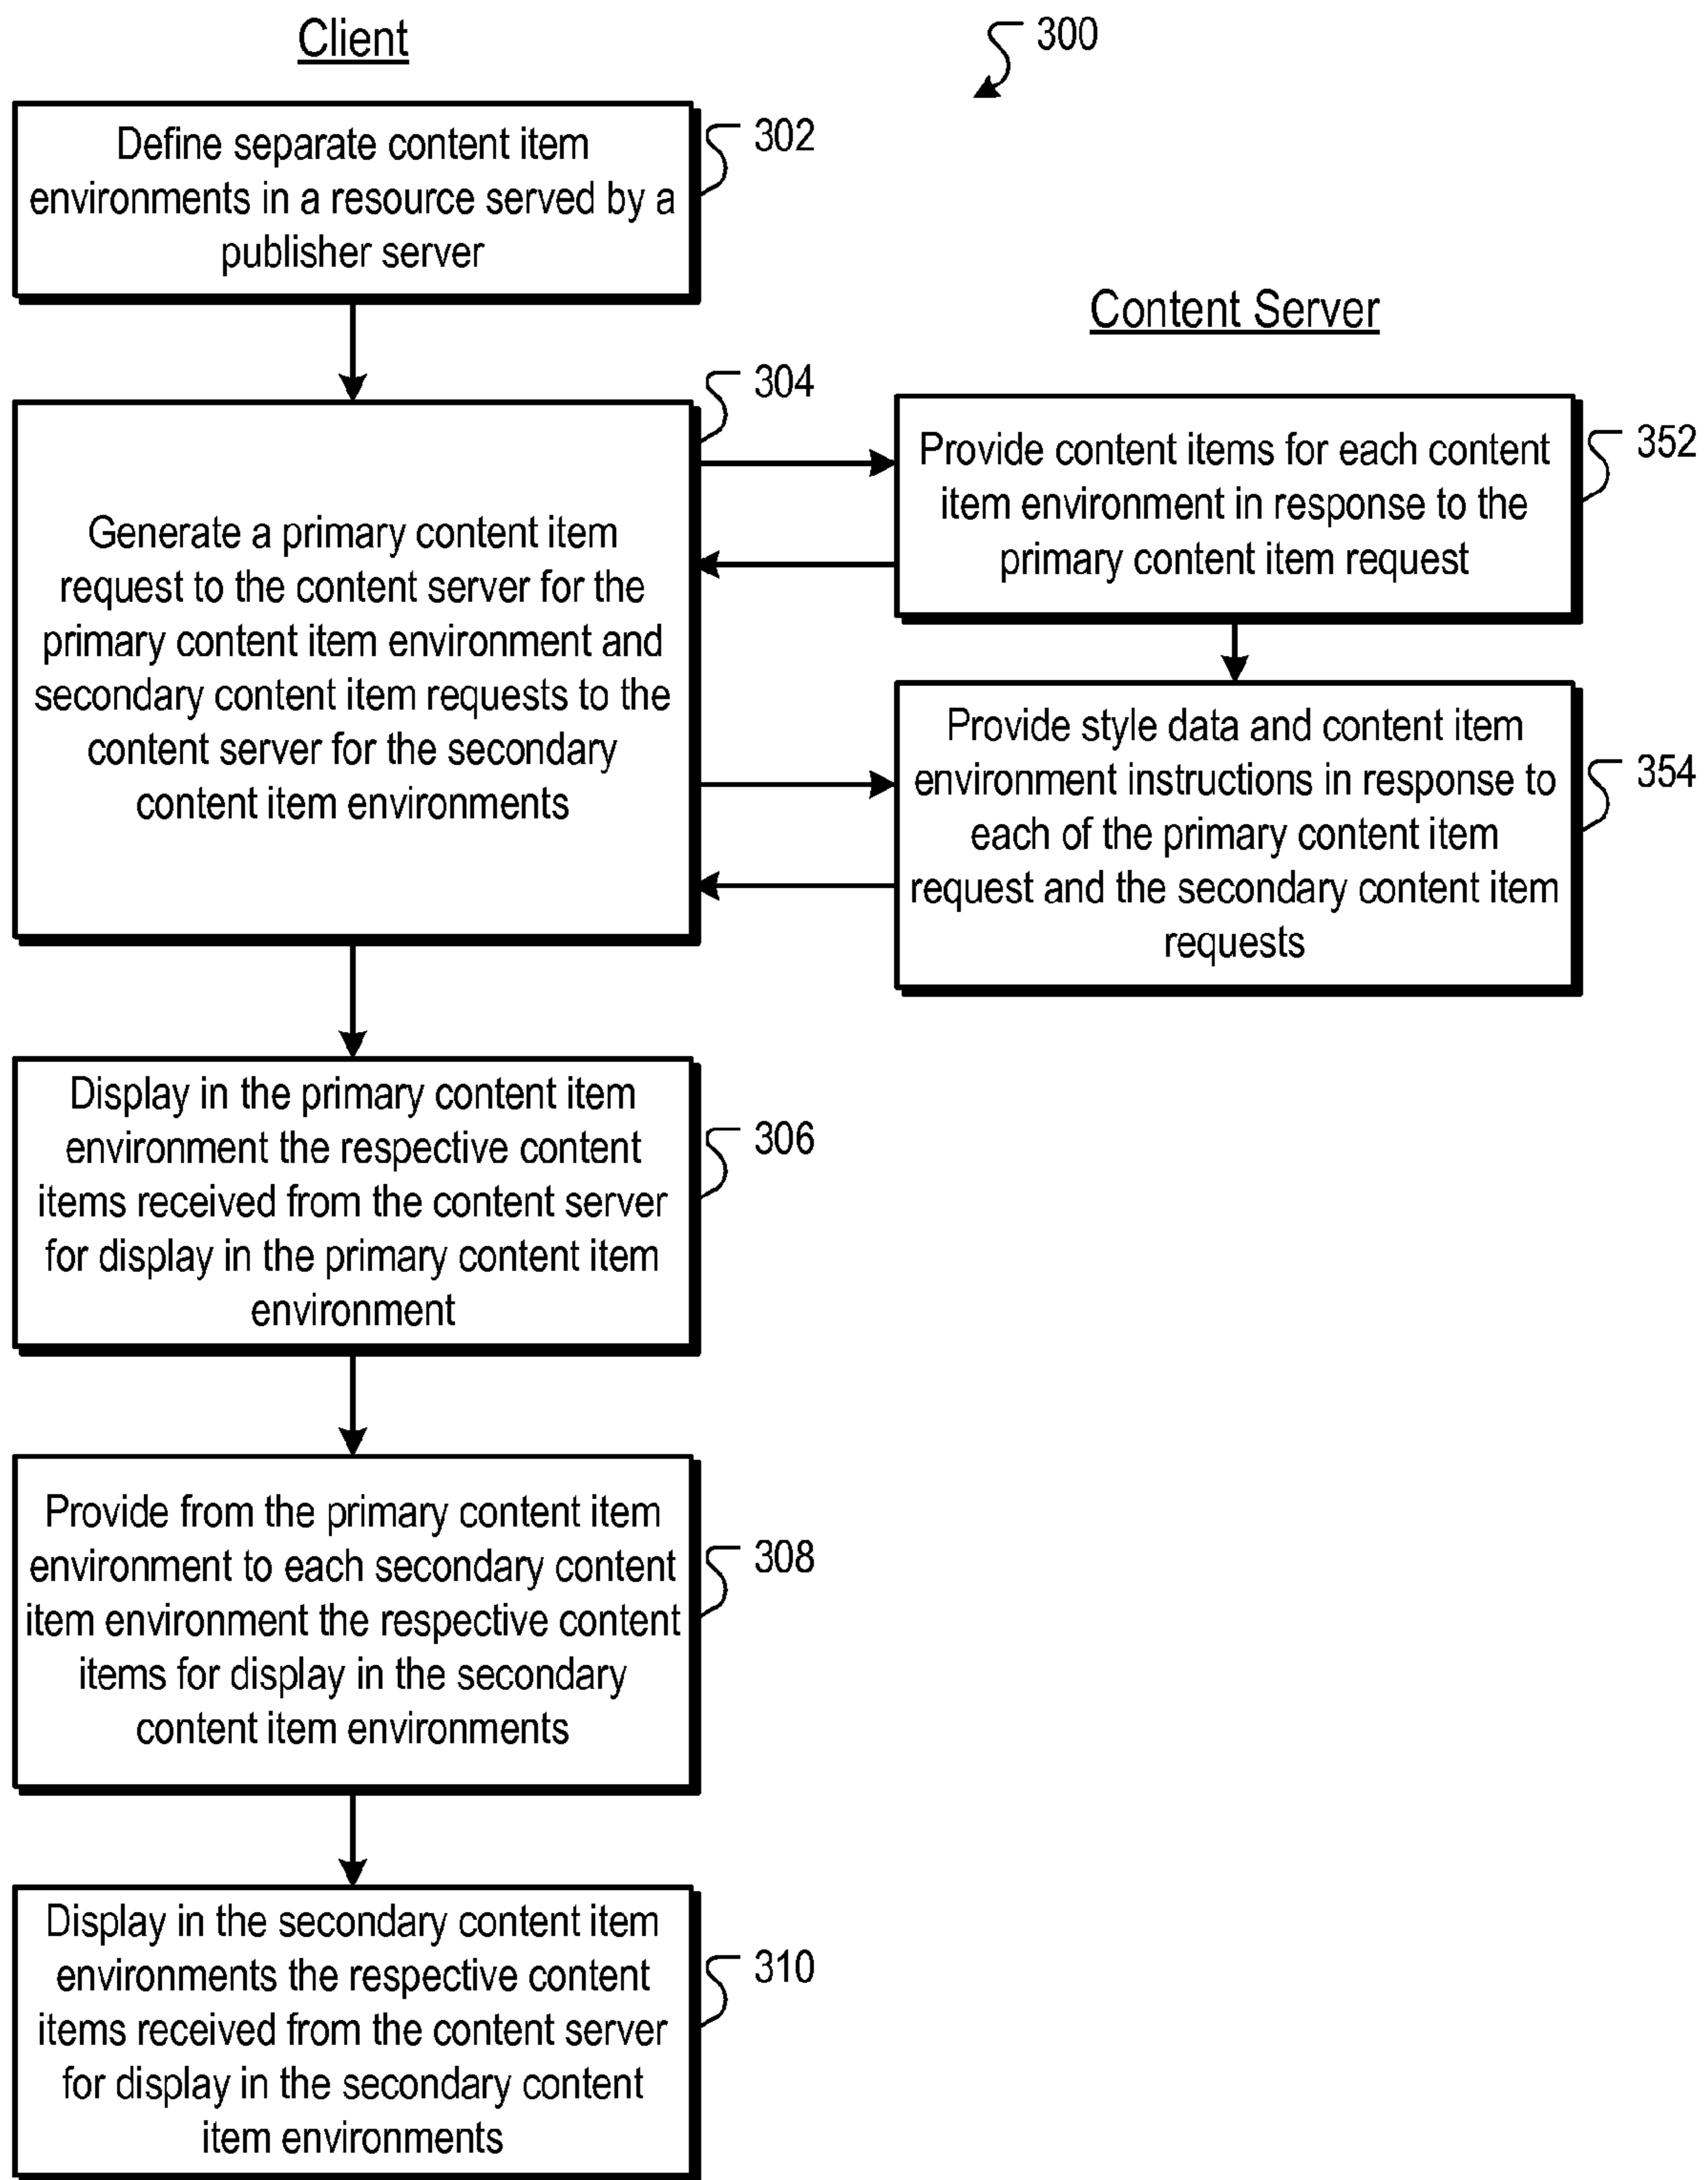 Client
300
Define separate content item
environments in a resource served by a
publisher server
302
Content Server
304
Generate a primary content item
request to the content server for the
primary content item environment and
secondary content item requests to the
content server for the secondary
content item environments
Provide content items for each content
item environment in response to the
primary content item request
352
Provide style data and content item
environment instructions in response to
each of the primary content item
request and the secondary content item
requests
354
Display in the primary content item
environment the respective content
items received from the content server
for display in the primary content item
environment
306
Provide from the primary content item
environment to each secondary content
item environment the respective content
items for display in the secondary
content item environments
308
Display in the secondary content item
environments the respective content
items received from the content server
for display in the secondary content
item environments
310